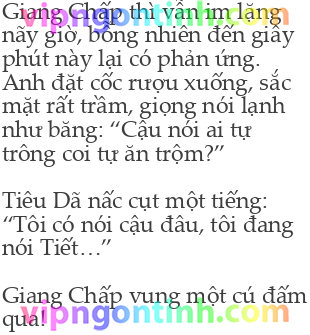 Giang Chấp thì vẫn im lặng
nãy giờ, bỗng nhiên đến giây
phút này lại có phản ứng.
Anh đặt cốc rượu xuống, sắc
mặt rất trầm, giọng nói lạnh
như băng: “Cậu nói ai tự
trông coi tự ăn trộm?”

Tiêu Dã nấc cụt một tiếng:
“Tôi có nói cậu đâu, tôi đang
nói Tiết…”

Giang Chấp vung một cú đấm
qua!
vipngontinh.com
vipngontinh.com